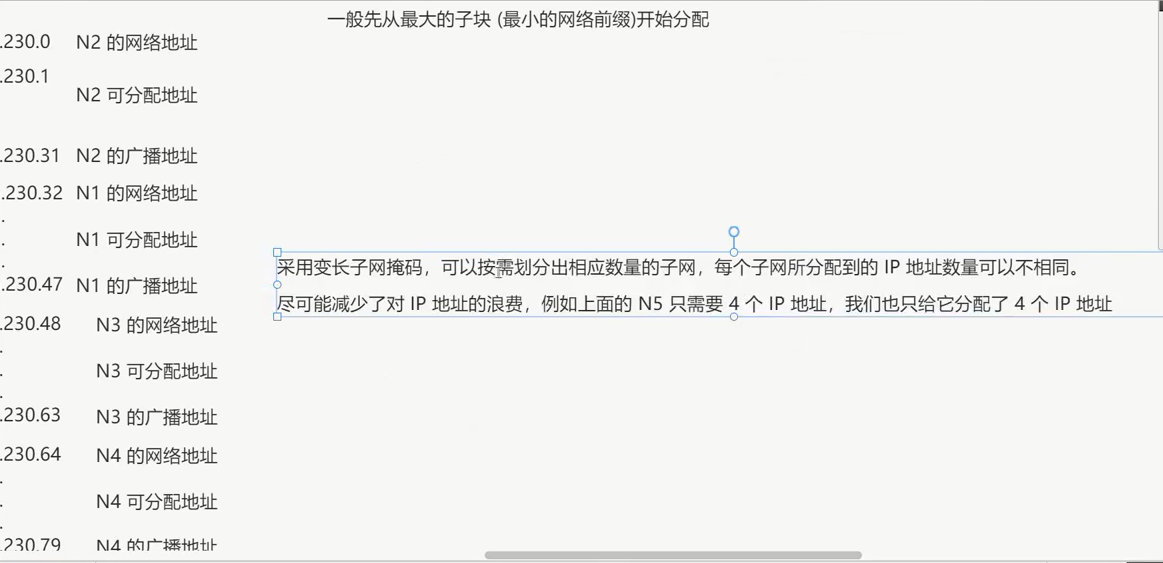 一般先从最大的子块 (最小的网络前缀)开始分配
.230.0 N2 的网络地址
.230.1
N2 可分配地址
.230.31 N2 的广播地址
.230.32 N1 的网络地址
.
.
N1 可分配地址
.
采用变长子网掩码，可以按需划分出相应数量的子网，每个子网所分配到的 IP 地址数量可以不相同。
.230.47 N1 的广播地址
尽可能减少了对 IP 地址的浪费，例如上面的 N5 只需要 4 个 IP 地址，我们也只给它分配了 4 个 IP 地址
.230.48 N3 的网络地址
.
. N3 可分配地址
.
.230.63 N3 的广播地址
.230.64 N4 的网络地址
.
. N4 可分配地址
.
.230.79 N4 的广播地址